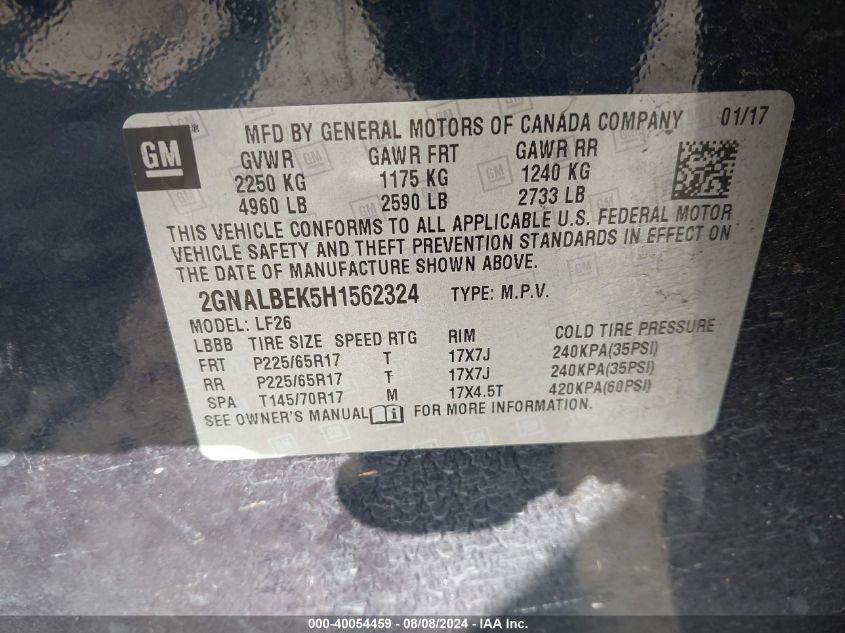 GM ®
MFD BY GENERAL MOTORS OF CANADA COMPANY 01/17
GVWR GAWR FRT GAWR RR
2250 KG 1175 KG 1240 KG
4960 LB 2590 LB 2733 LB
THIS VEHICLE CONFORMS TO ALL APPLICABLE U.S. FEDERAL MOTOR
VEHICLE SAFETY AND THEFT PREVENTION STANDARDS IN EFFECT ON
THE DATE OF MANUFACTURE SHOWN ABOVE.
2GNALBEK5H1562324 TYPE: M.P.V.
MODEL: LF26
LBBB TIRE SIZE SPEED RTG RIM COLD TIRE PRESSURE
FRT P225/65R17 T 17X7J 240KPA(35PSI)
RR P225/65R17 T 17X7J 240KPA(35PSI)
SPA T145/70R17 M 17X4.5T 420KPA(60PSI)
SEE OWNER'S MANUAL FOR MORE INFORMATION.
000-40054459 - 08/08/2024 - IAA Inc.